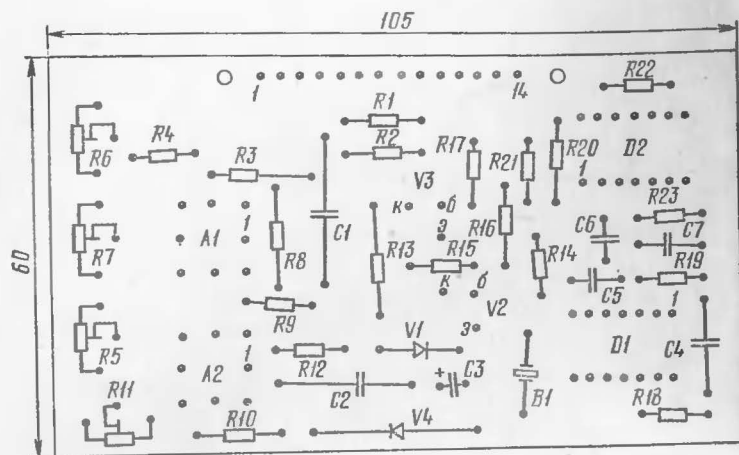 105
60
1 14
R22
R6
R4
R3
R1
R2
R17
R21
R20
D2
1
V3
к б
э
R7
A1
1
R8
C1
R13
R16
R15
R14
C6
R23
C7
C5
R19
1
к б
V2
э
R9
R5
A2
1
R12
V1
C2
+ C3
B1
D1
C4
R11
R10
V4
R18